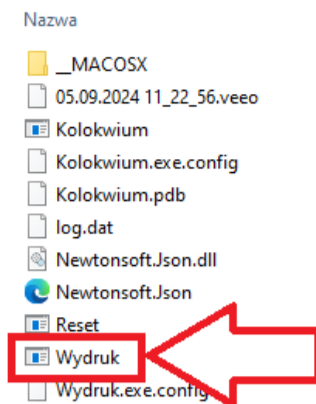 Nazwa
__MACOSX
05.09.2024 11_22_56.veeo
Kolokwium
Kolokwium.exe.config
Kolokwium.pdb
log.dat
Newtonsoft.Json.dll
Newtonsoft.Json
Reset
Wydruk
Wydruk.exe.config